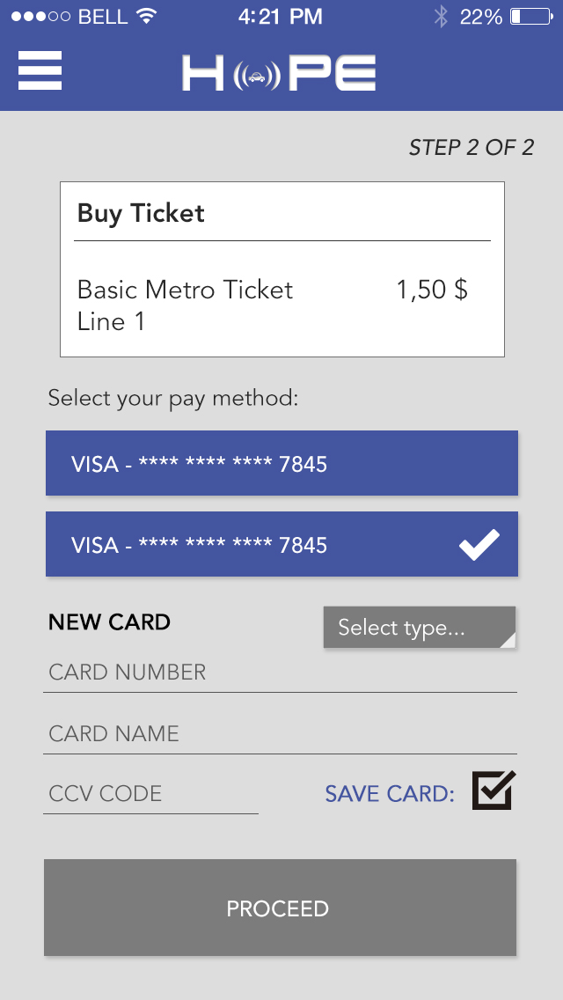 BELL 4:21 PM 22%
HOPE
STEP 2 OF 2
Buy Ticket
Basic Metro Ticket 1,50 $
Line 1
Select your pay method:
VISA - **** **** **** 7845
VISA - **** **** **** 7845
NEW CARD Select type...
CARD NUMBER
CARD NAME
CCV CODE SAVE CARD:
PROCEED